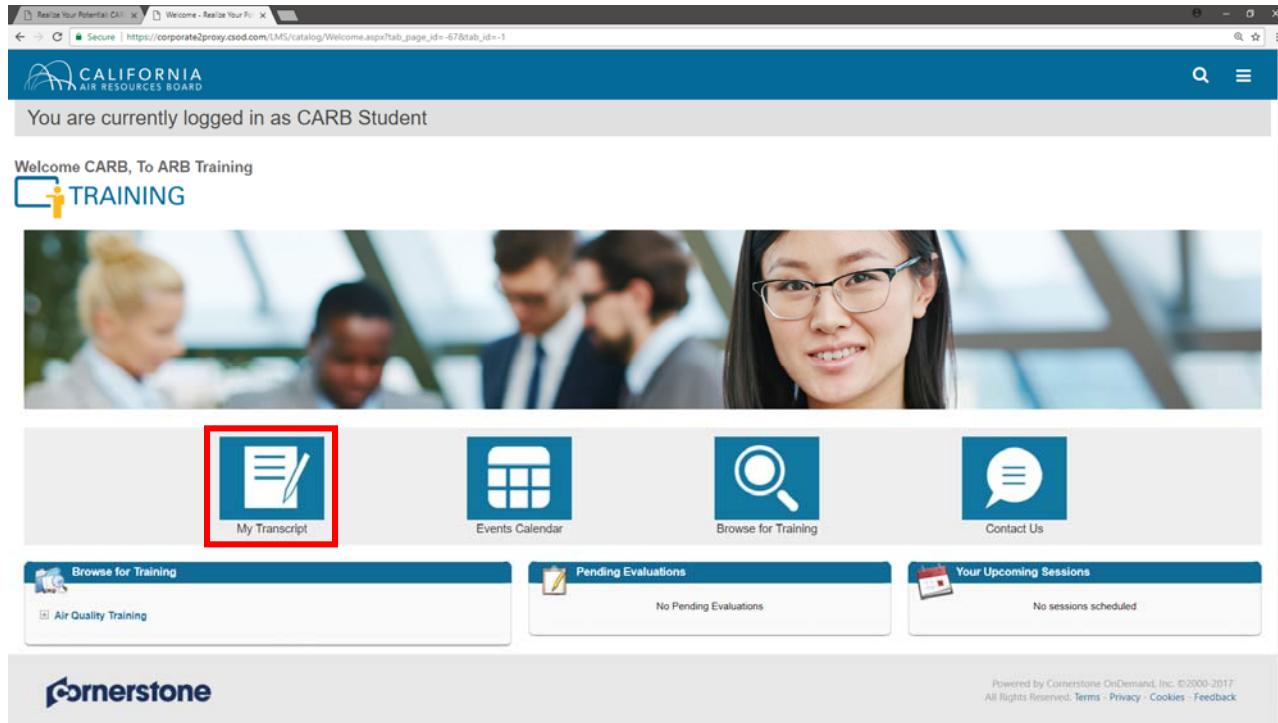 Realize Your Potential: CAR
Welcome - Realize Your Po
Secure | https://corporate2proxy.csod.com/LMS/catalog/Welcome.aspx?tab_page_id=-67&tab_id=-1
CALIFORNIA
AIR RESOURCES BOARD
You are currently logged in as CARB Student
Welcome CARB, To ARB Training
TRAINING
My Transcript
Events Calendar
Browse for Training
Contact Us
Browse for Training
Air Quality Training
Pending Evaluations
No Pending Evaluations
Your Upcoming Sessions
No sessions scheduled
cornerstone
Powered by Cornerstone OnDemand, Inc. ©2000-2017
All Rights Reserved. Terms - Privacy - Cookies - Feedback